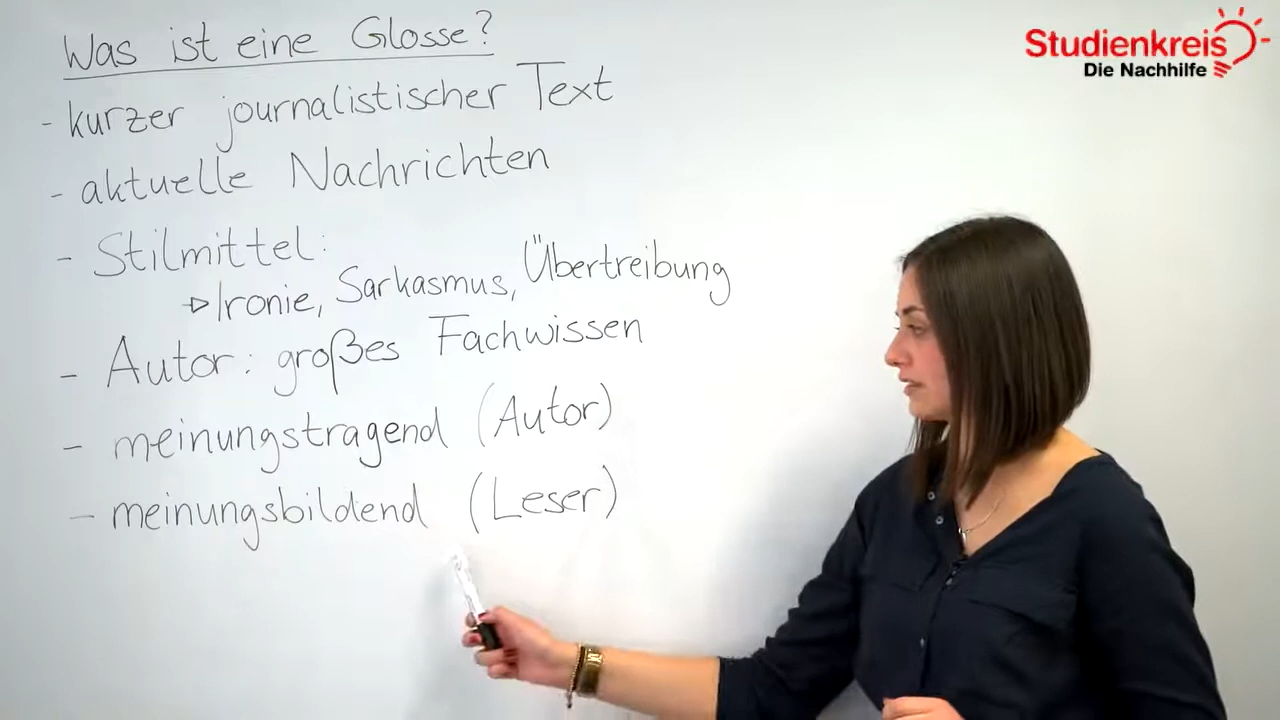 Was ist eine Glosse?
- kurzer journalistischer Text
- aktuelle Nachrichten
- Stilmittel:
▷ Ironie, Sarkasmus, Übertreibung
- Autor: großes Fachwissen
- meinungstragend (Autor)
- meinungsbildend (Leser)
Studienkreis
Die Nachhilfe